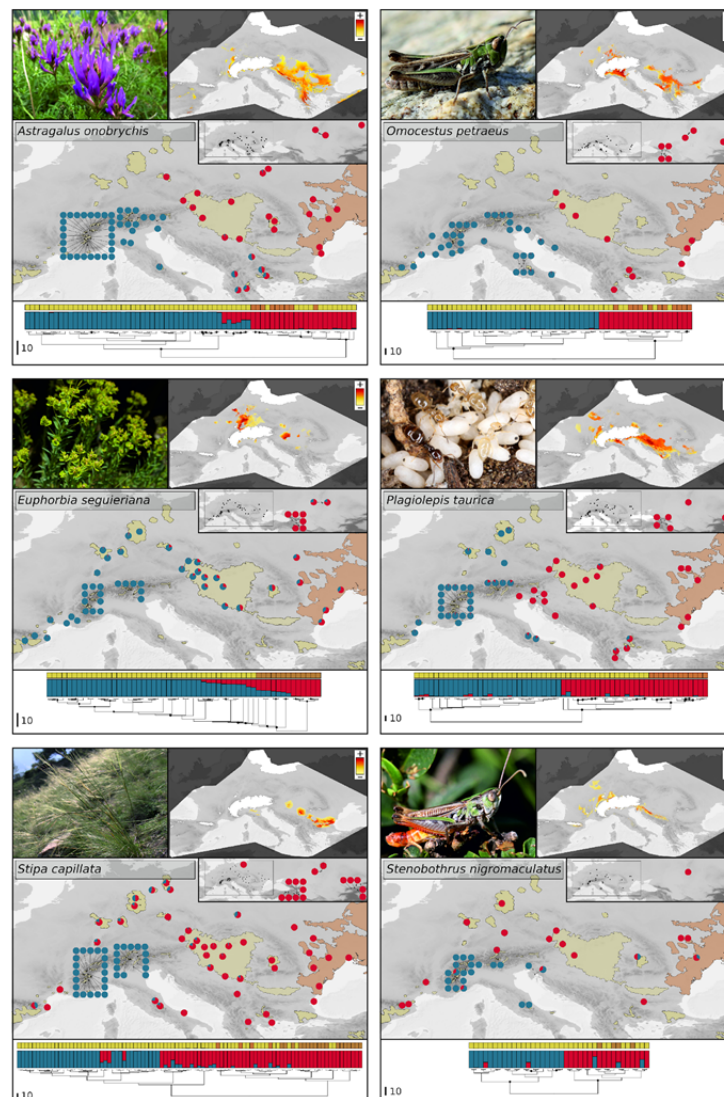 +
−
Astragalus onobrychis
10
Omocestus petraeus
10
+
−
Euphorbia seguieriana
10
Plagiolepis taurica
10
+
−
Stipa capillata
10
Stenobothrus nigromaculatus
10